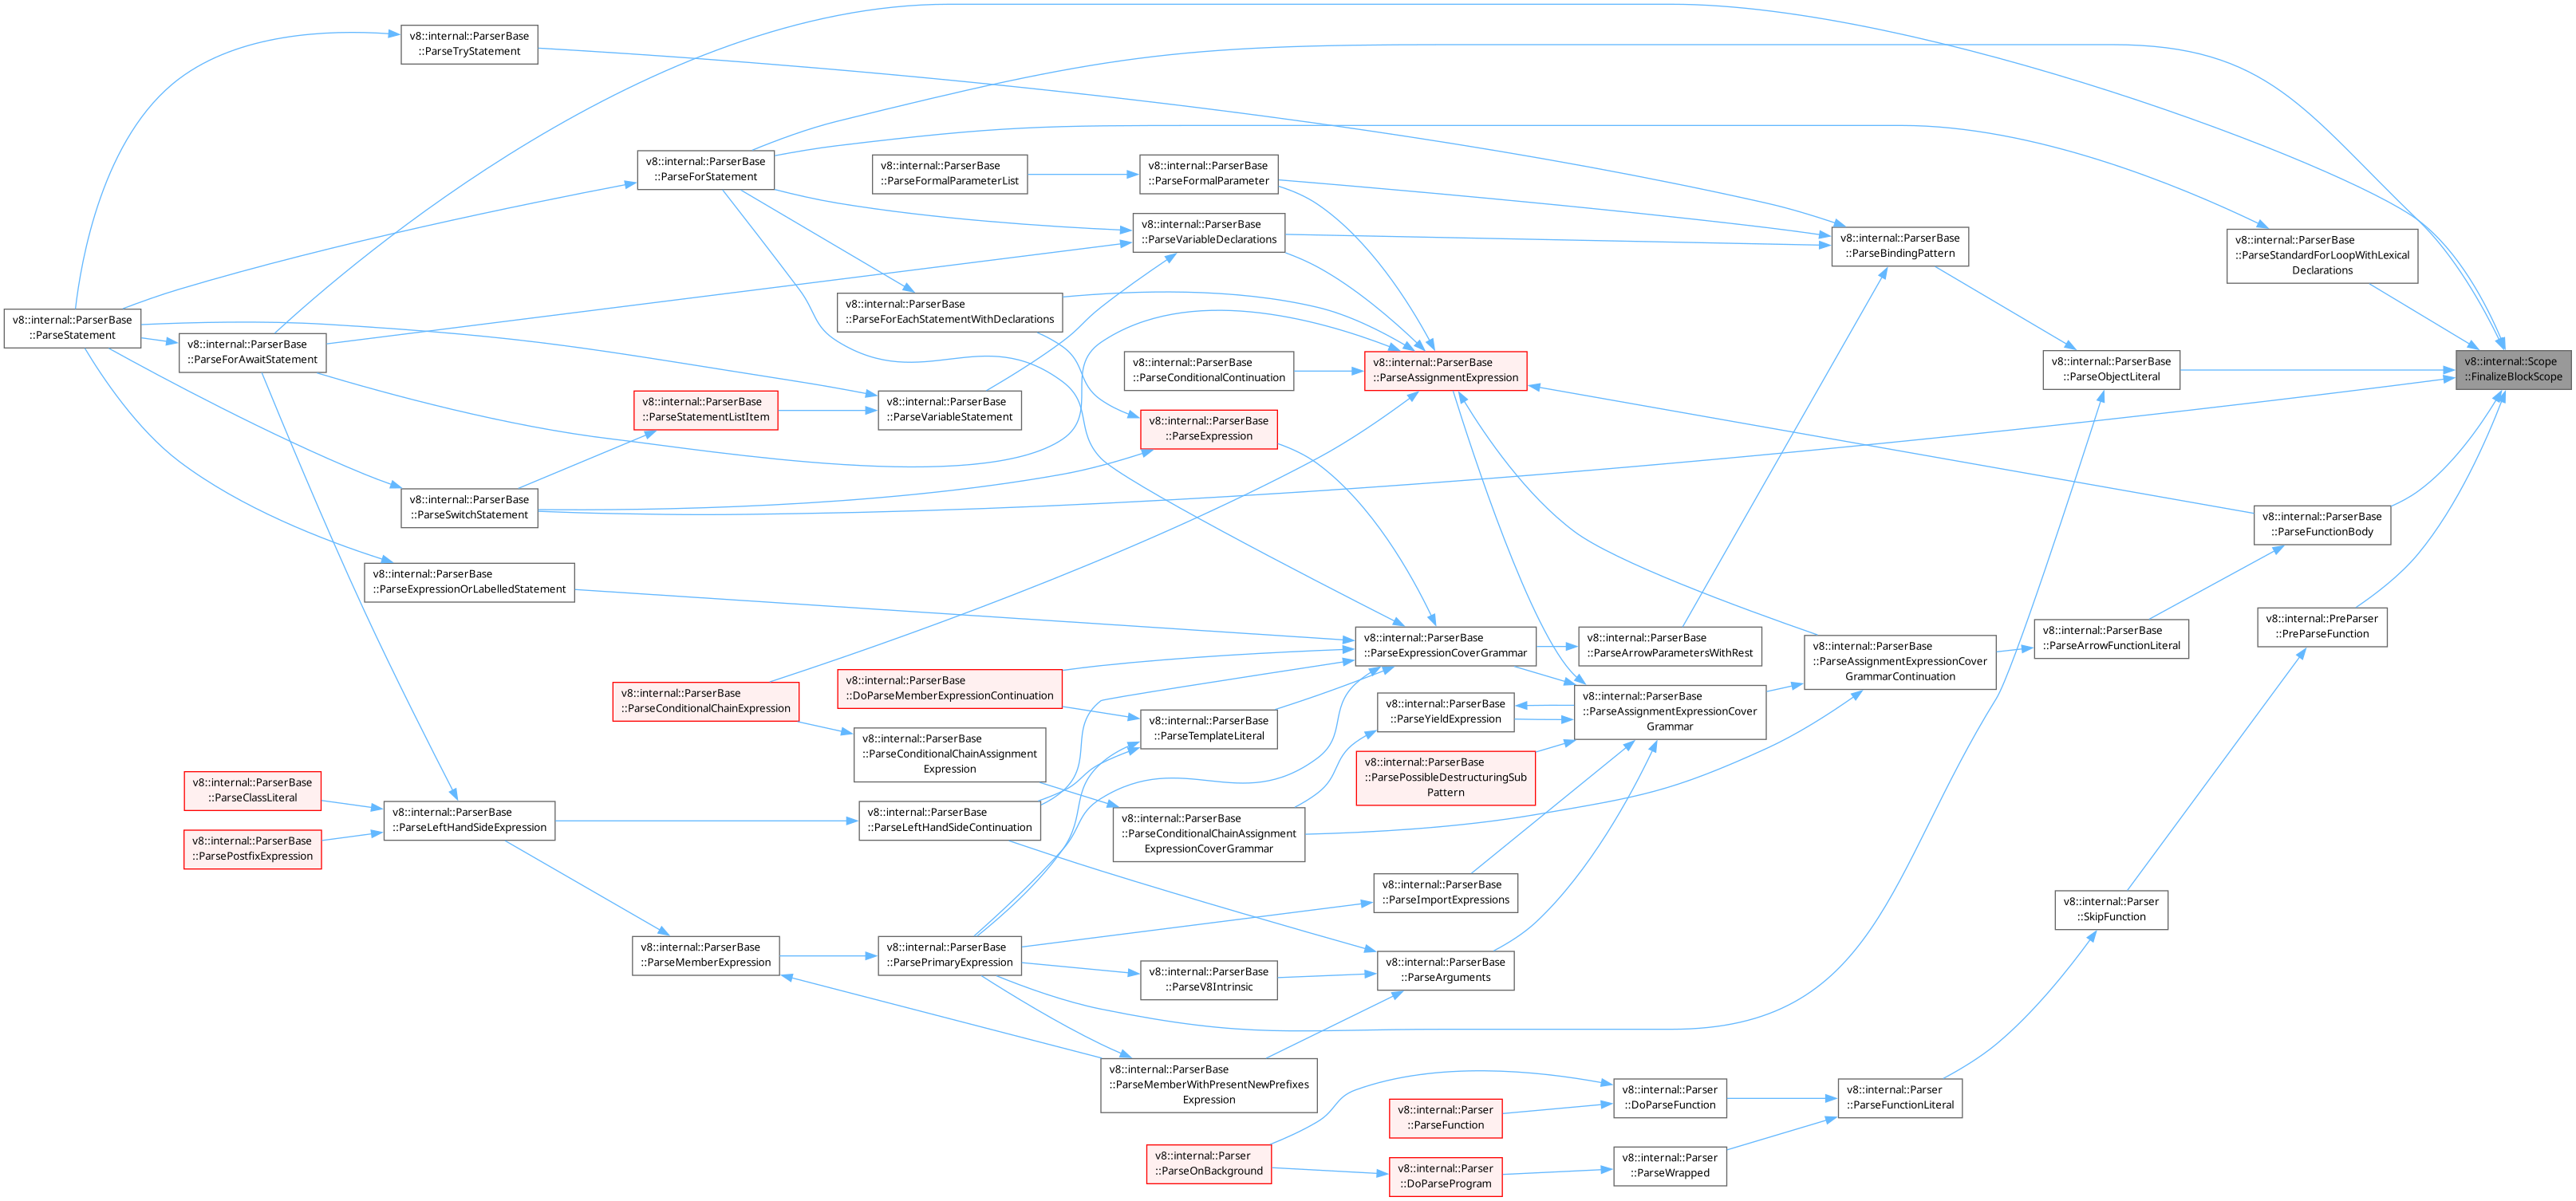 v8::internal::ParserBase
::ParseTryStatement
v8::internal::ParserBase
::ParseForStatement
v8::internal::ParserBase
::ParseFormalParameterList
v8::internal::ParserBase
::ParseFormalParameter
v8::internal::ParserBase
::ParseVariableDeclarations
v8::internal::ParserBase
::ParseBindingPattern
v8::internal::ParserBase
::ParseStandardForLoopWithLexical
Declarations
v8::internal::ParserBase
::ParseStatement
v8::internal::ParserBase
::ParseForAwaitStatement
v8::internal::ParserBase
::ParseForEachStatementWithDeclarations
v8::internal::ParserBase
::ParseConditionalContinuation
v8::internal::ParserBase
::ParseAssignmentExpression
v8::internal::ParserBase
::ParseObjectLiteral
v8::internal::Scope
::FinalizeBlockScope
v8::internal::ParserBase
::ParseStatementListItem
v8::internal::ParserBase
::ParseVariableStatement
v8::internal::ParserBase
::ParseExpression
v8::internal::ParserBase
::ParseSwitchStatement
v8::internal::ParserBase
::ParseFunctionBody
v8::internal::ParserBase
::ParseExpressionOrLabelledStatement
v8::internal::ParserBase
::ParseExpressionCoverGrammar
v8::internal::ParserBase
::ParseArrowParametersWithRest
v8::internal::ParserBase
::ParseAssignmentExpressionCover
GrammarContinuation
v8::internal::ParserBase
::ParseArrowFunctionLiteral
v8::internal::PreParser
::PreParseFunction
v8::internal::ParserBase
::ParseConditionalChainExpression
v8::internal::ParserBase
::DoParseMemberExpressionContinuation
v8::internal::ParserBase
::ParseTemplateLiteral
v8::internal::ParserBase
::ParseYieldExpression
v8::internal::ParserBase
::ParseAssignmentExpressionCover
Grammar
v8::internal::ParserBase
::ParseConditionalChainAssignment
Expression
v8::internal::ParserBase
::ParsePossibleDestructuringSub
Pattern
v8::internal::ParserBase
::ParseClassLiteral
v8::internal::ParserBase
::ParsePostfixExpression
v8::internal::ParserBase
::ParseLeftHandSideExpression
v8::internal::ParserBase
::ParseLeftHandSideContinuation
v8::internal::ParserBase
::ParseConditionalChainAssignment
ExpressionCoverGrammar
v8::internal::ParserBase
::ParseImportExpressions
v8::internal::Parser
::SkipFunction
v8::internal::ParserBase
::ParseMemberExpression
v8::internal::ParserBase
::ParsePrimaryExpression
v8::internal::ParserBase
::ParseV8Intrinsic
v8::internal::ParserBase
::ParseArguments
v8::internal::ParserBase
::ParseMemberWithPresentNewPrefixes
Expression
v8::internal::Parser
::ParseFunction
v8::internal::Parser
::DoParseFunction
v8::internal::Parser
::ParseFunctionLiteral
v8::internal::Parser
::ParseOnBackground
v8::internal::Parser
::DoParseProgram
v8::internal::Parser
::ParseWrapped